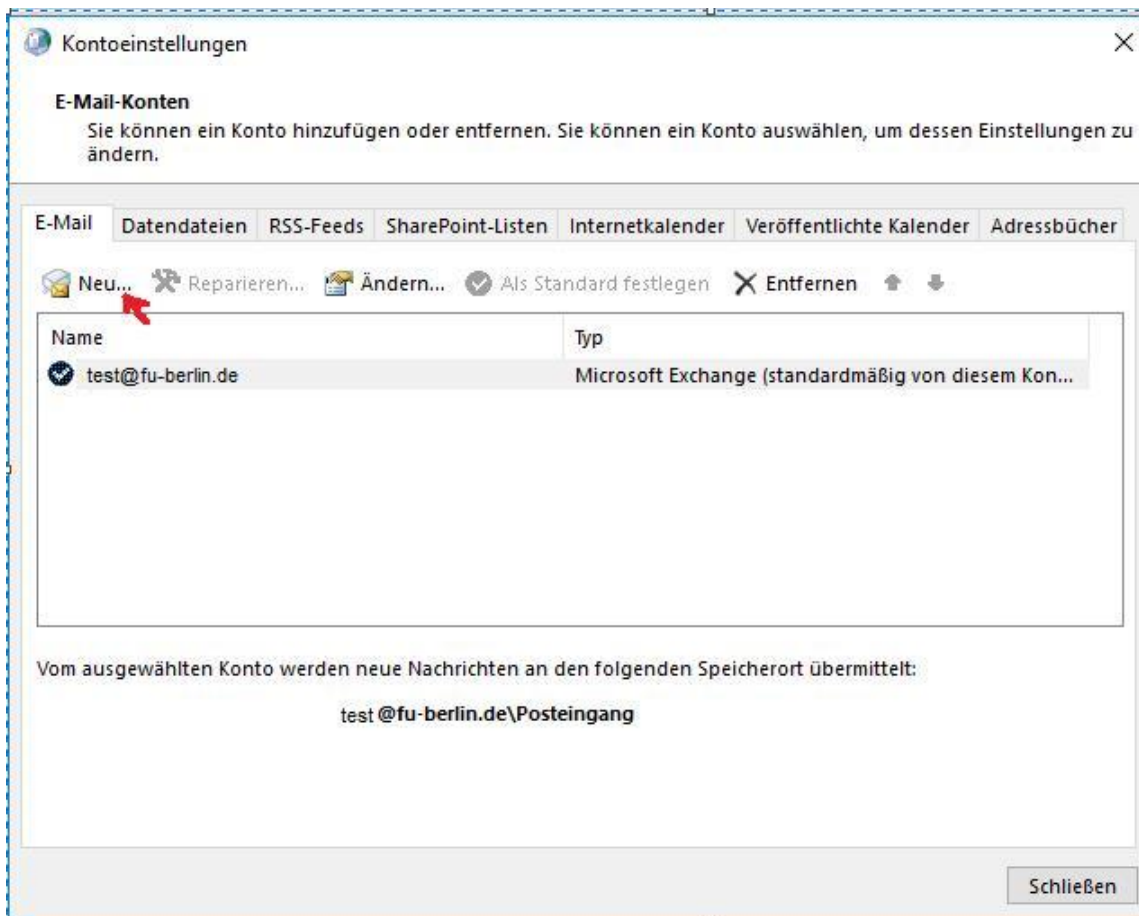 Kontoeinstellungen
E-Mail-Konten
Sie können ein Konto hinzufügen oder entfernen. Sie können ein Konto auswählen, um dessen Einstellungen zu
ändern.
E-Mail Datendateien RSS-Feeds SharePoint-Listen Internetkalender Veröffentlichte Kalender Adressbücher
Neu... Reparieren... Ändern... Als Standard festlegen Entfernen
Name Typ
test@fu-berlin.de Microsoft Exchange (standardmäßig von diesem Kon...
Vom ausgewählten Konto werden neue Nachrichten an den folgenden Speicherort übermittelt:
test @fu-berlin.de\Posteingang
Schließen